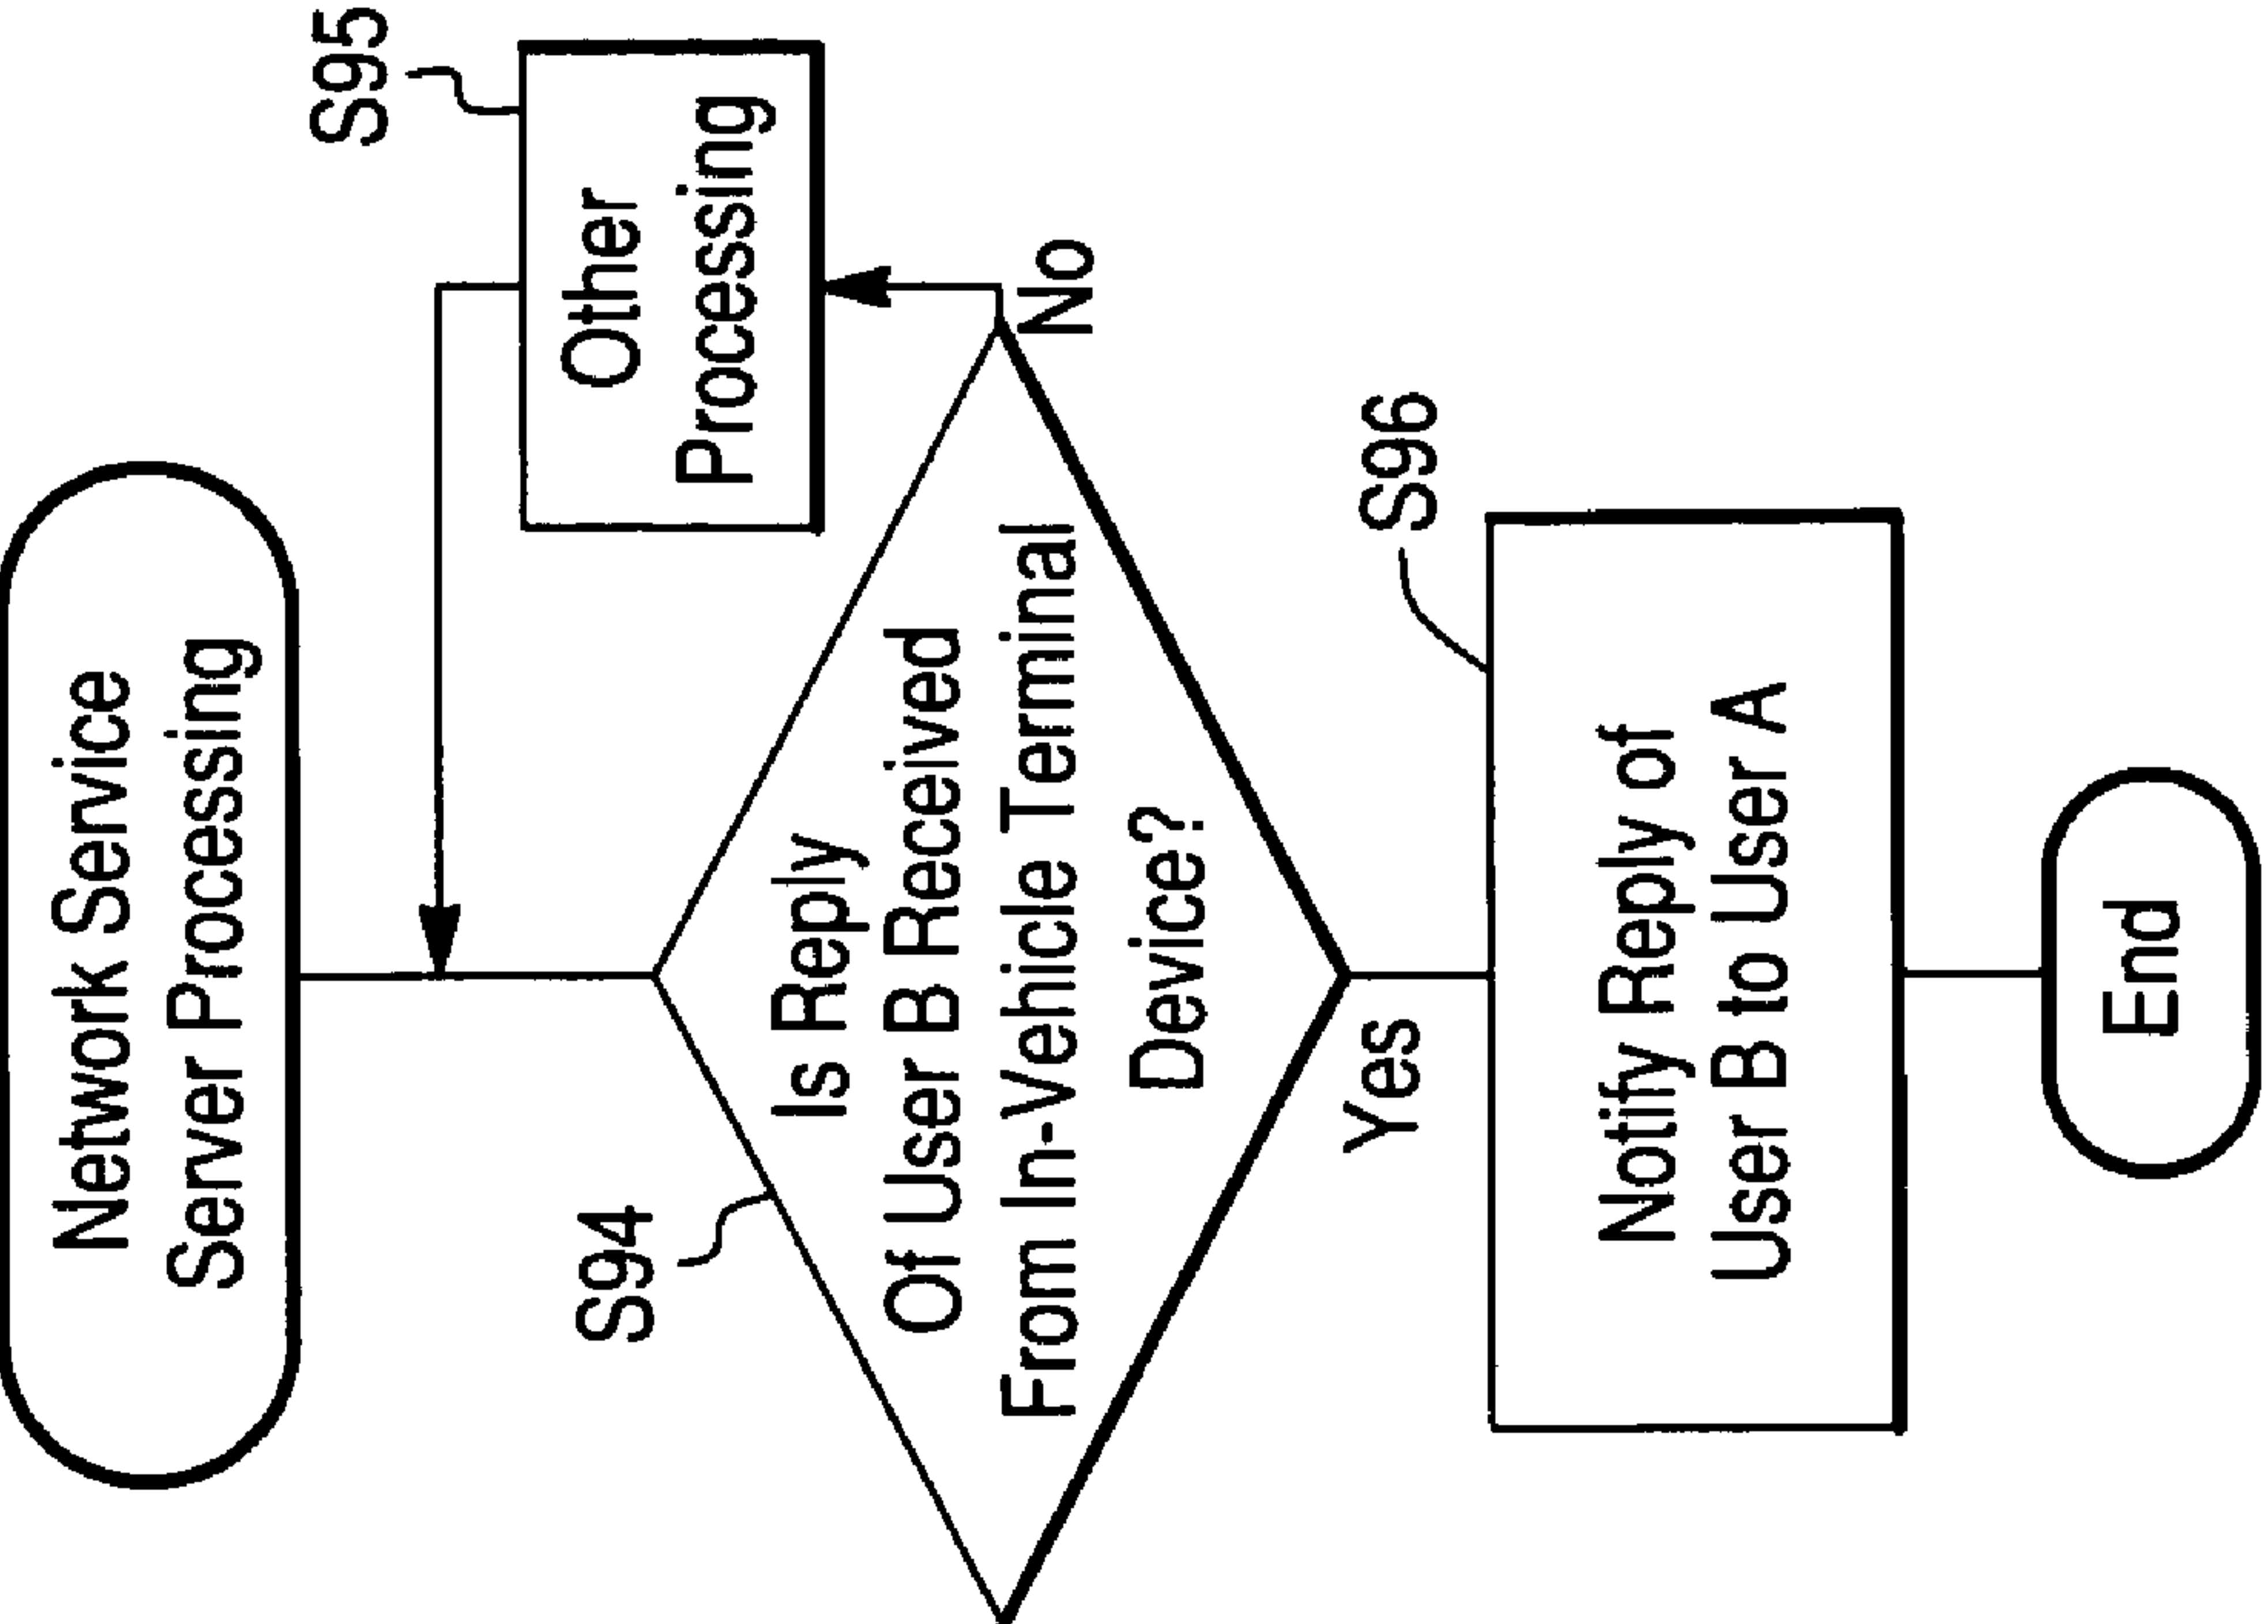 Network Service
Server Processing
S94
Is Reply
Of User B Received
From In-Vehicle Terminal
Device?
No
S95
Other
Processing
Yes
S96
Notify Reply of
User B to User A
End